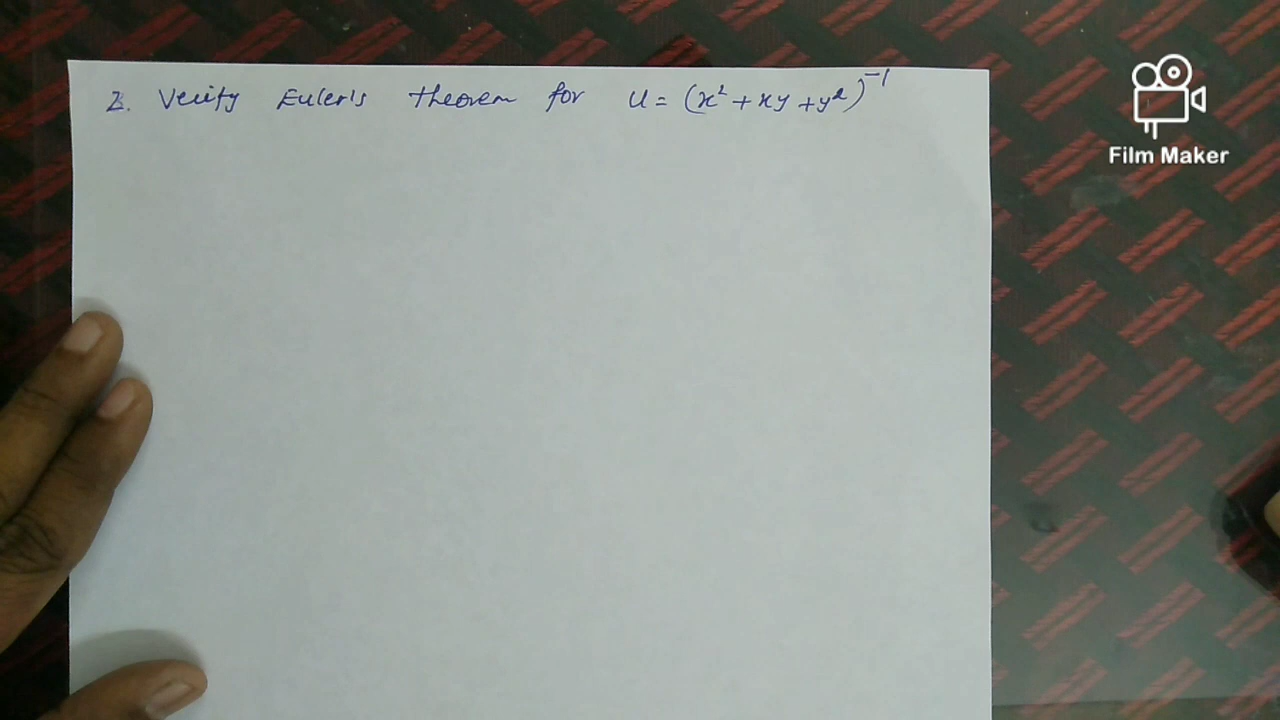 2. Verify Euler's theorem for u = (x² + xy + y²)⁻¹
Film Maker